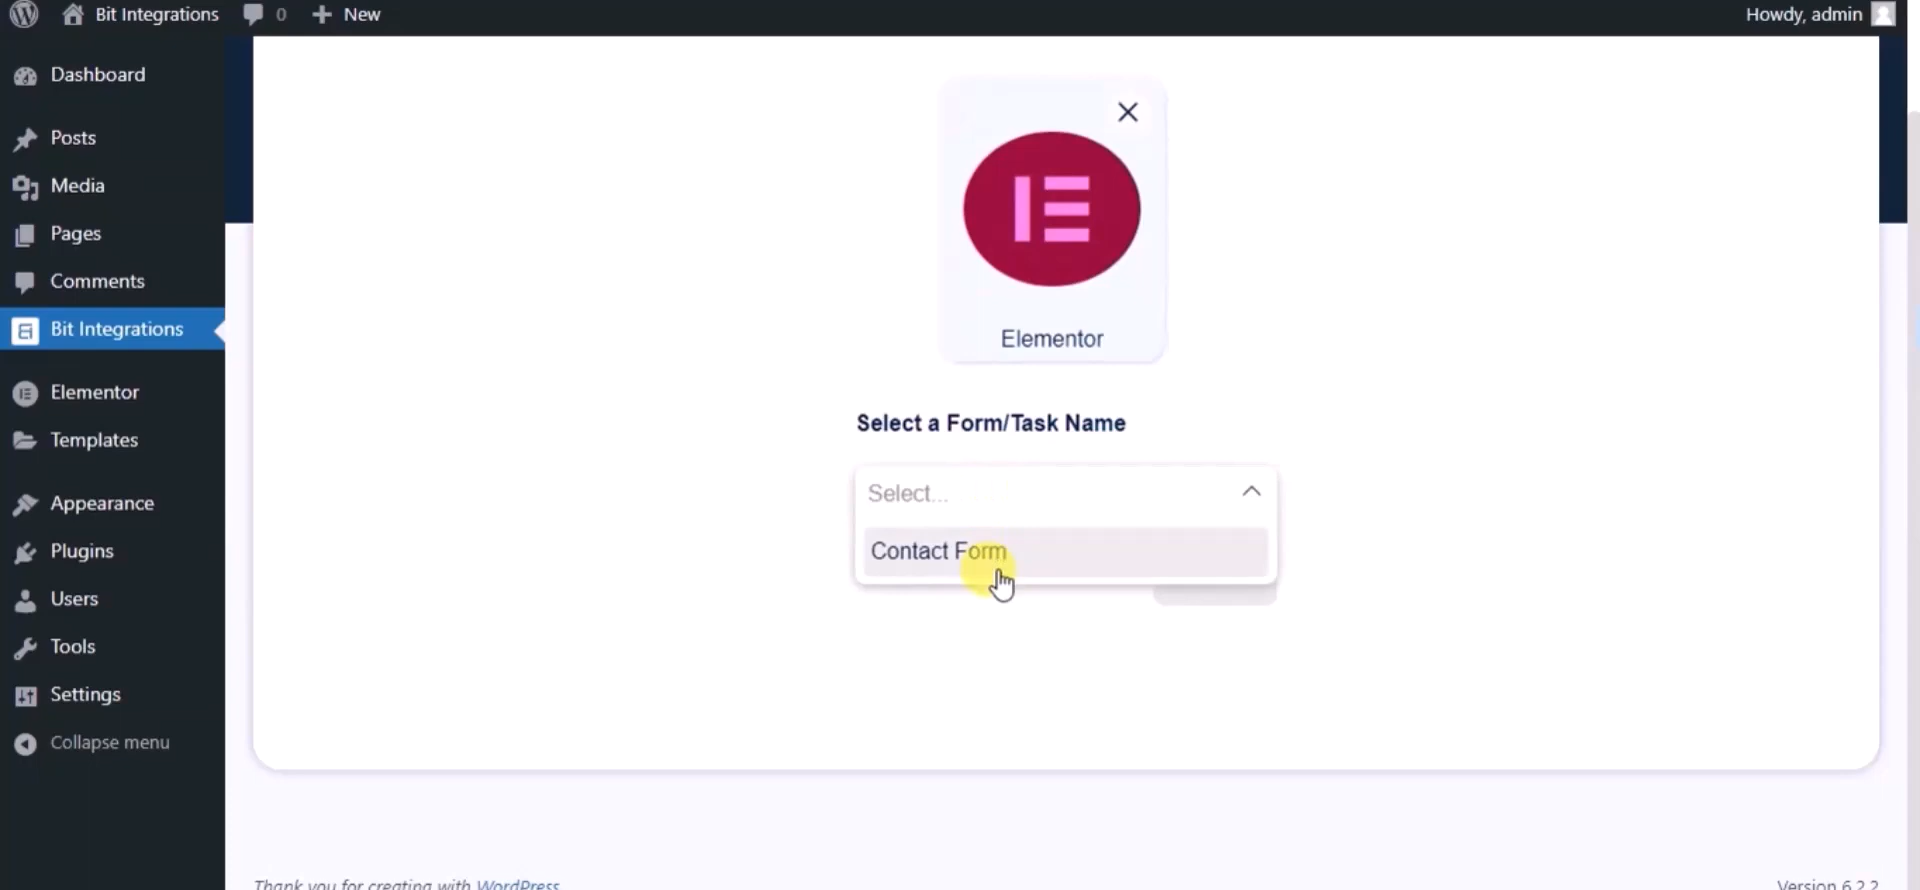 Bit Integrations 0 New Howdy, admin
Dashboard
Posts
Media
Pages
Comments
Bit Integrations
Elementor
Templates
Appearance
Plugins
Users
Tools
Settings
Collapse menu
Elementor
Select a Form/Task Name
Select...
Contact Form
Thank you for creating with WordPress.
Version 6.2.2